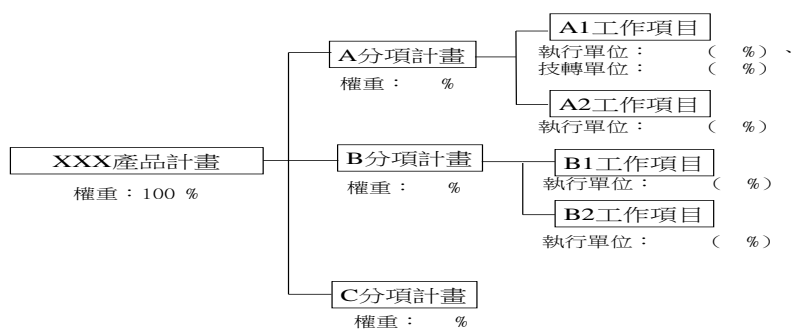 A1工作項目
執行單位：　　　（　%）、
技轉單位：　　　（　%）
A分項計畫
權重：　%
A2工作項目
執行單位：　　　（　%）
XXX產品計畫
權重：100 %
B分項計畫
權重：　%
B1工作項目
執行單位：　　　（　%）
B2工作項目
執行單位：　　　（　%）
C分項計畫
權重：　%